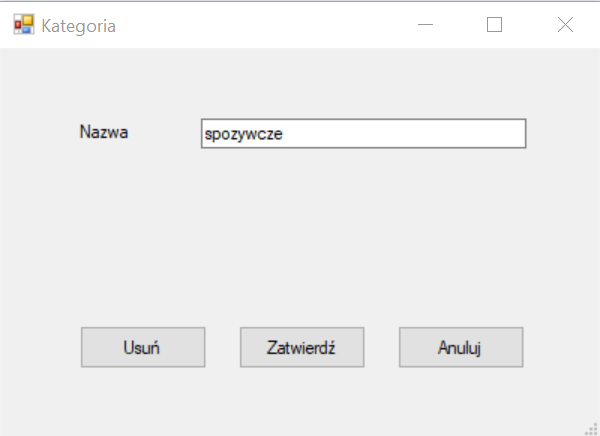 Kategoria
Nazwa spozywcze
Usuń Zatwierdź Anuluj